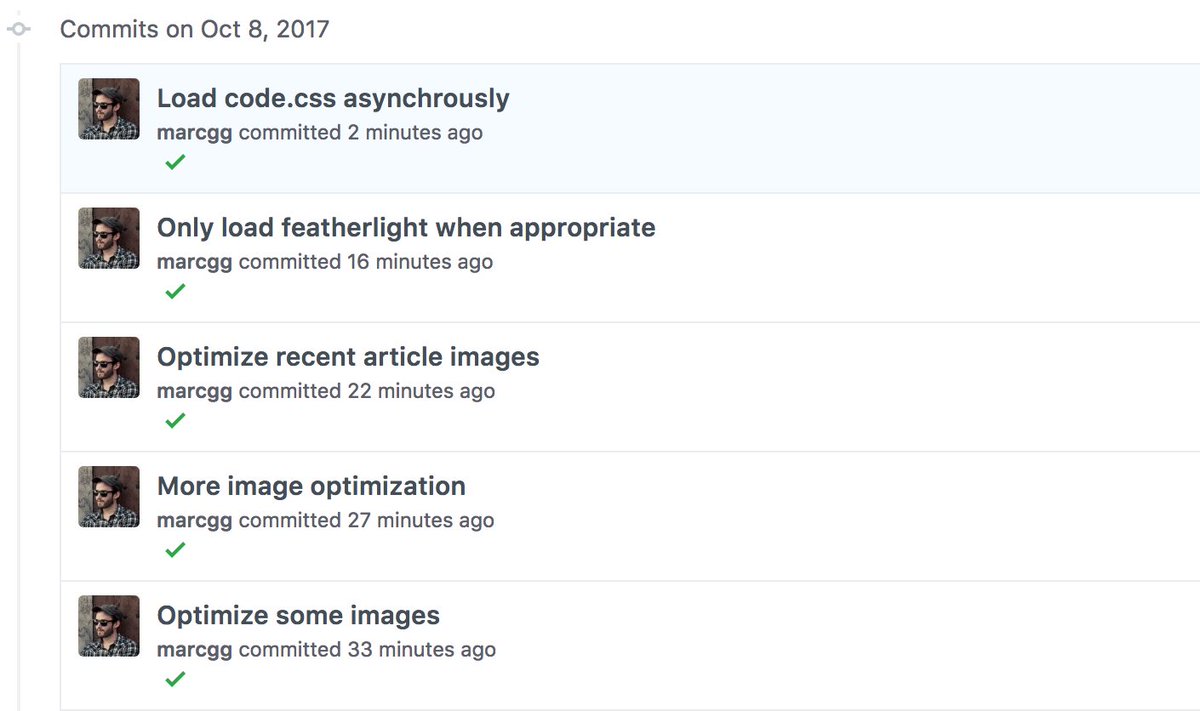 Commits on Oct 8, 2017
Load code.css asynchrously
marcgg committed 2 minutes ago
Only load featherlight when appropriate
marcgg committed 16 minutes ago
Optimize recent article images
marcgg committed 22 minutes ago
More image optimization
marcgg committed 27 minutes ago
Optimize some images
marcgg committed 33 minutes ago